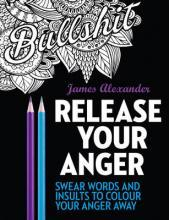 Bullshit
James Alexander
RELEASE
YOUR
ANGER
SWEAR WORDS AND
INSULTS TO COLOUR
YOUR ANGER AWAY